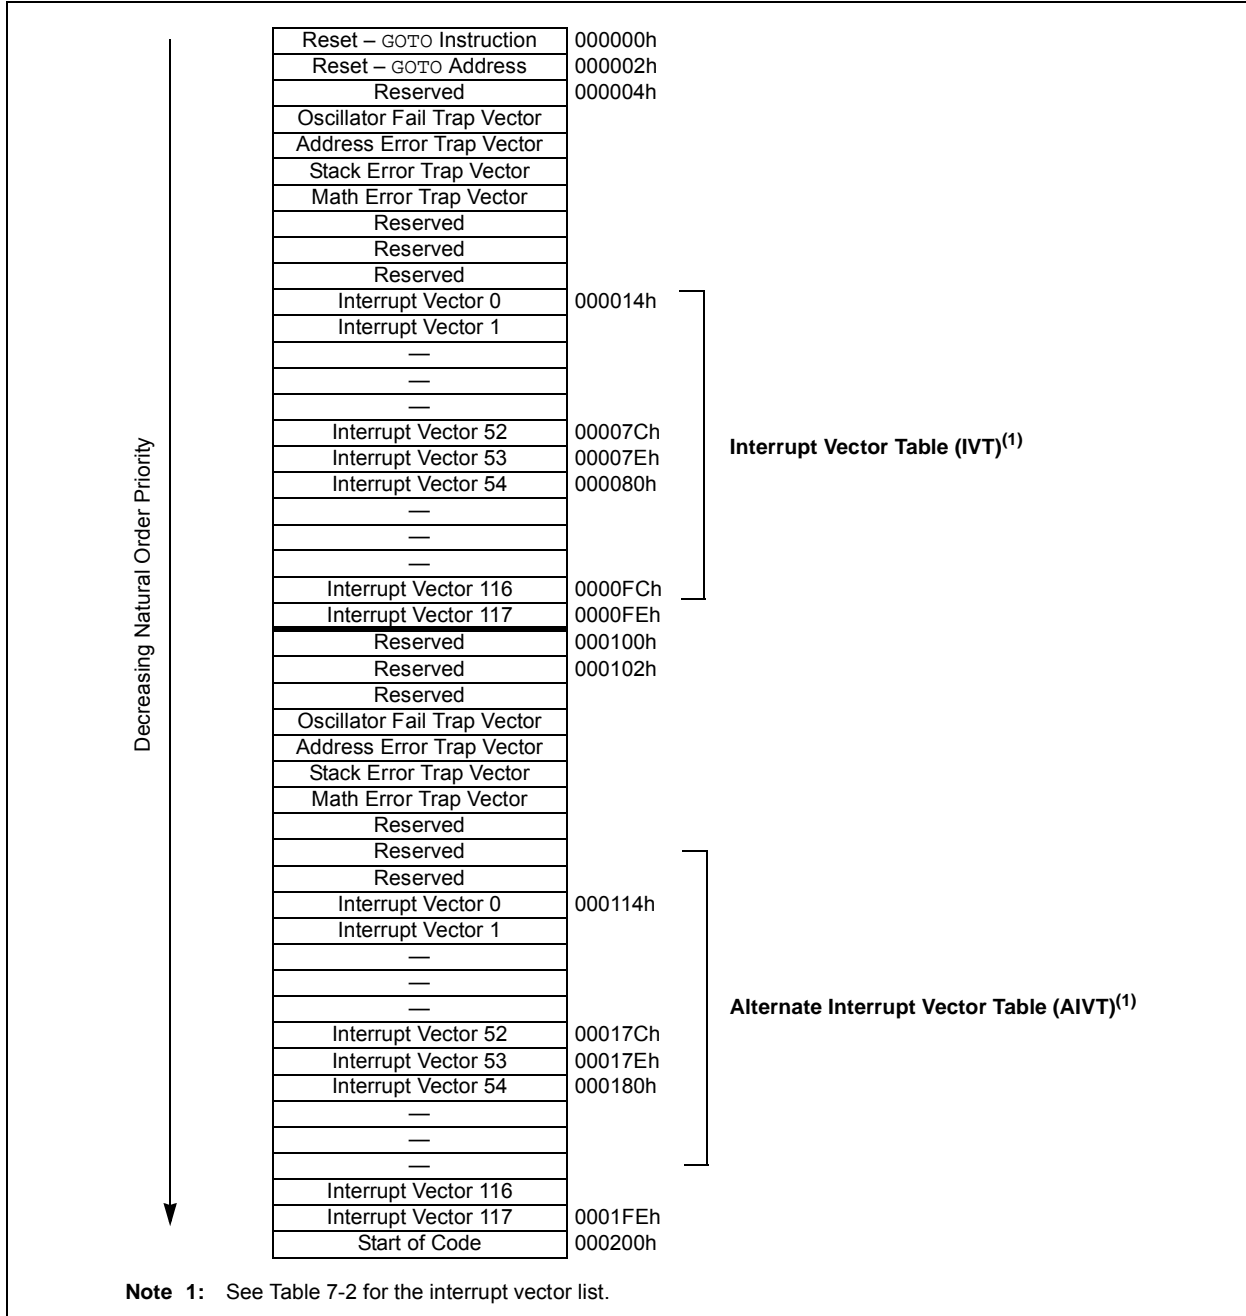 Reset – GOTO Instruction 000000h
Reset – GOTO Address 000002h
Reserved 000004h
Oscillator Fail Trap Vector
Address Error Trap Vector
Stack Error Trap Vector
Math Error Trap Vector
Reserved
Reserved
Reserved
Interrupt Vector 0 000014h
Interrupt Vector 1
—
—
—
Interrupt Vector 52 00007Ch
Interrupt Vector 53 00007Eh
Interrupt Vector 54 000080h
—
—
—
Interrupt Vector 116 0000FCh
Interrupt Vector 117 0000FEh
Reserved 000100h
Reserved 000102h
Reserved
Oscillator Fail Trap Vector
Address Error Trap Vector
Stack Error Trap Vector
Math Error Trap Vector
Reserved
Reserved
Reserved
Interrupt Vector 0 000114h
Interrupt Vector 1
—
—
—
Interrupt Vector 52 00017Ch
Interrupt Vector 53 00017Eh
Interrupt Vector 54 000180h
—
—
—
Interrupt Vector 116
Interrupt Vector 117 0001FEh
Start of Code 000200h
Decreasing Natural Order Priority
Interrupt Vector Table (IVT)(1)
Alternate Interrupt Vector Table (AIVT)(1)
Note 1: See Table 7-2 for the interrupt vector list.